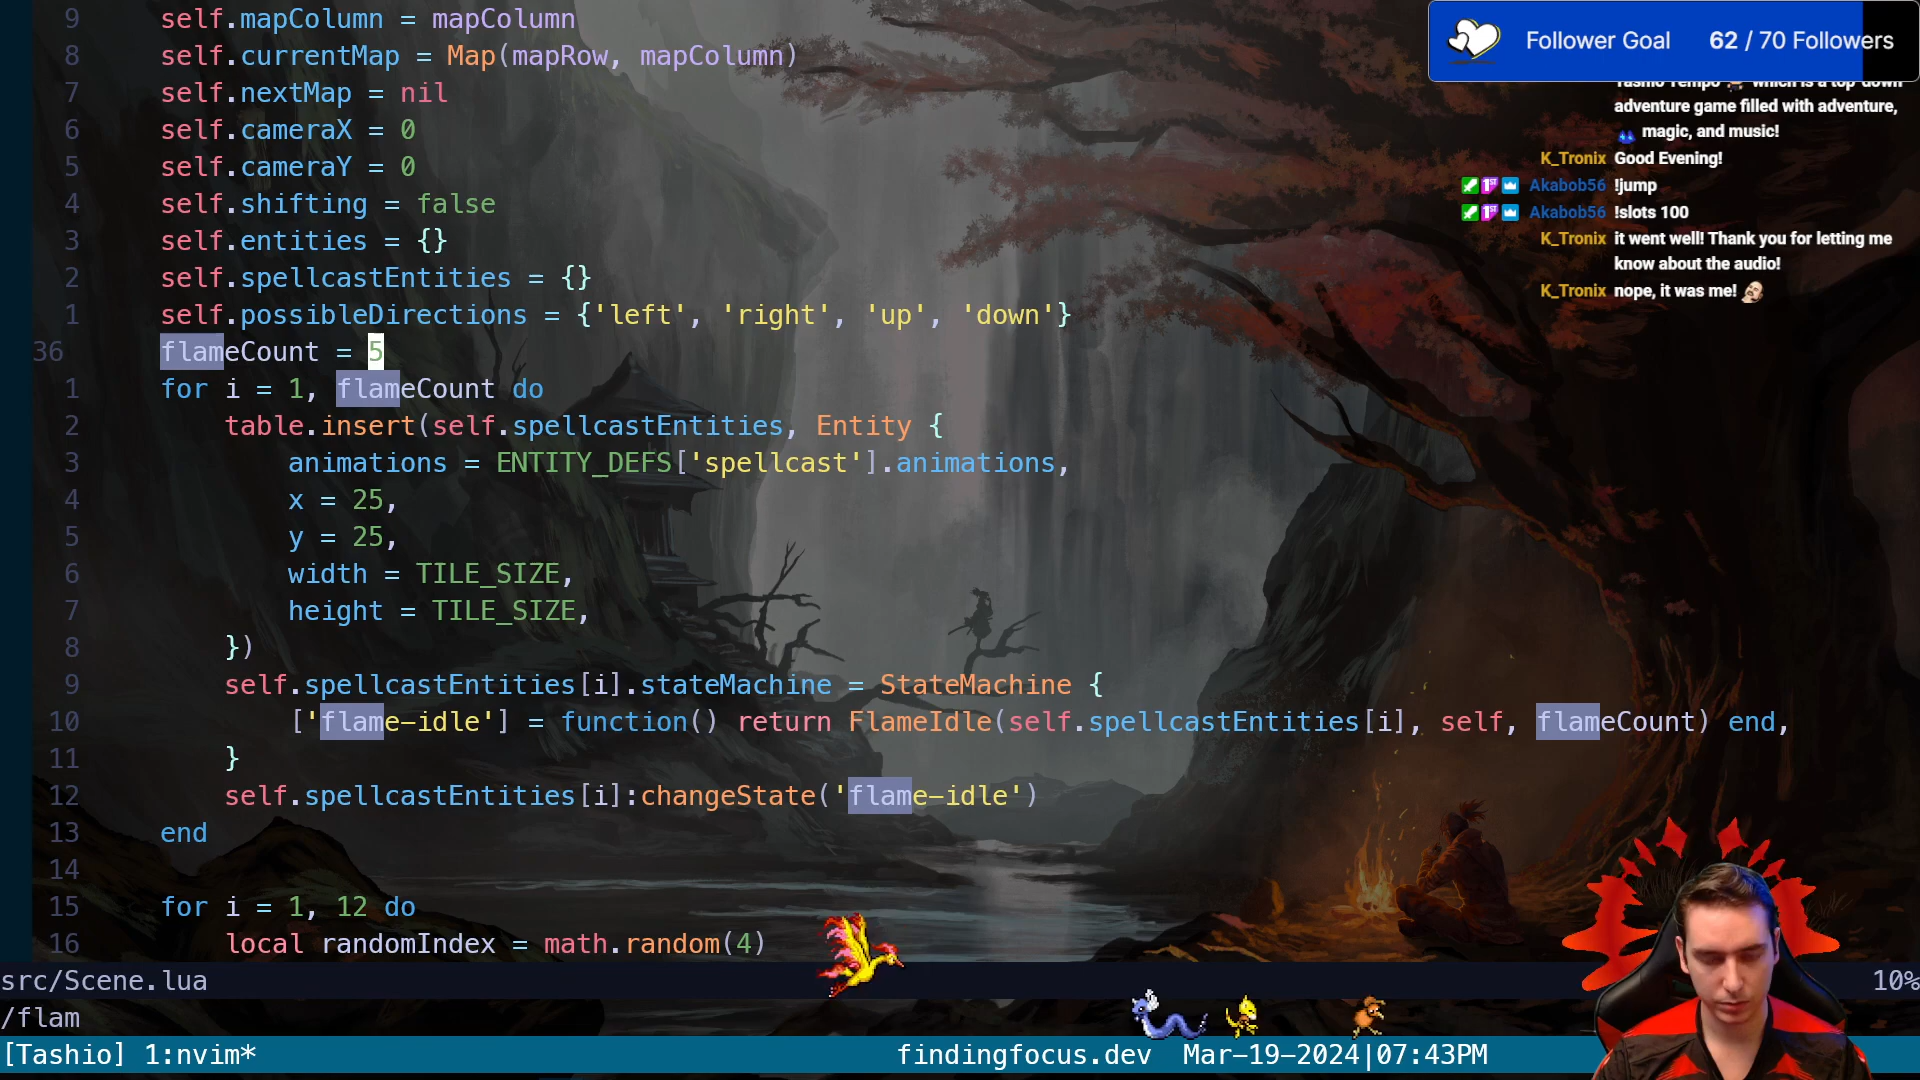 9 self.mapColumn = mapColumn
8 self.currentMap = Map(mapRow, mapColumn)
7 self.nextMap = nil
6 self.cameraX = 0
5 self.cameraY = 0
4 self.shifting = false
3 self.entities = {}
2 self.spellcastEntities = {}
1 self.possibleDirections = {'left', 'right', 'up', 'down'}
36 flameCount = 5
1 for i = 1, flameCount do
2 table.insert(self.spellcastEntities, Entity {
3 animations = ENTITY_DEFS['spellcast'].animations,
4 x = 25,
5 y = 25,
6 width = TILE_SIZE,
7 height = TILE_SIZE,
8 })
9 self.spellcastEntities[i].stateMachine = StateMachine {
10 ['flame-idle'] = function() return FlameIdle(self.spellcastEntities[i], self, flameCount) end,
11 }
12 self.spellcastEntities[i]:changeState('flame-idle')
13 end
14
15 for i = 1, 12 do
16 local randomIndex = math.random(4)
src/Scene.lua 10%
/flam
[Tashio] 1:nvim* findingfocus.dev Mar-19-2024|07:43PM
Follower Goal 62 / 70 Followers
Tashio Tempo which is a top down
adventure game filled with adventure,
magic, and music!
K_Tronix Good Evening!
Akabob56 !jump
Akabob56 !slots 100
K_Tronix it went well! Thank you for letting me
know about the audio!
K_Tronix nope, it was me!